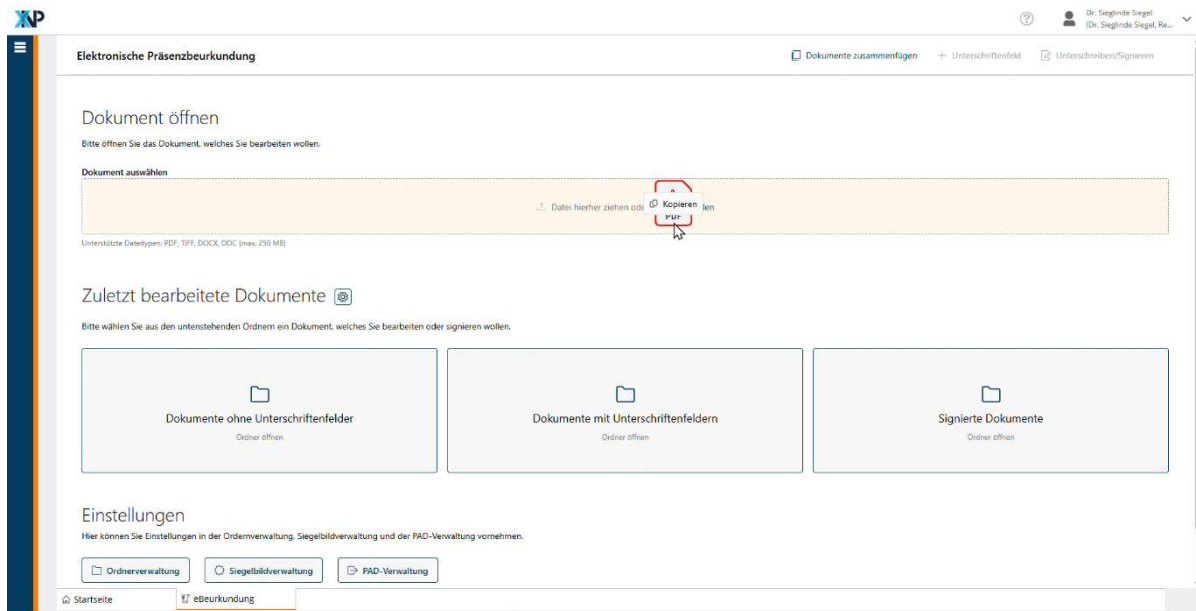 XNP
Dr. Sieglinde Siegel
(Dr. Sieglinde Siegel, Re...
Elektronische Präsenzbeurkundung
Dokumente zusammenfügen
Unterschriftenfeld
Unterschreiben/Signieren
Dokument öffnen
Bitte öffnen Sie das Dokument, welches Sie bearbeiten wollen.
Dokument auswählen
Datei hierher ziehen ode
Kopieren
len
PDF
Unterstützte Dateitypen: PDF, TIFF, DOCX, DOC (max. 250 MB)
Zuletzt bearbeitete Dokumente
Bitte wählen Sie aus den untenstehenden Ordnern ein Dokument, welches Sie bearbeiten oder signieren wollen.
Dokumente ohne Unterschriftenfelder
Ordner öffnen
Dokumente mit Unterschriftenfeldern
Ordner öffnen
Signierte Dokumente
Ordner öffnen
Einstellungen
Hier können Sie Einstellungen in der Ordernverwaltung, Siegelbildverwaltung und der PAD-Verwaltung vornehmen.
Ordnerverwaltung
Siegelbildverwaltung
PAD-Verwaltung
Startseite
eBeurkundung